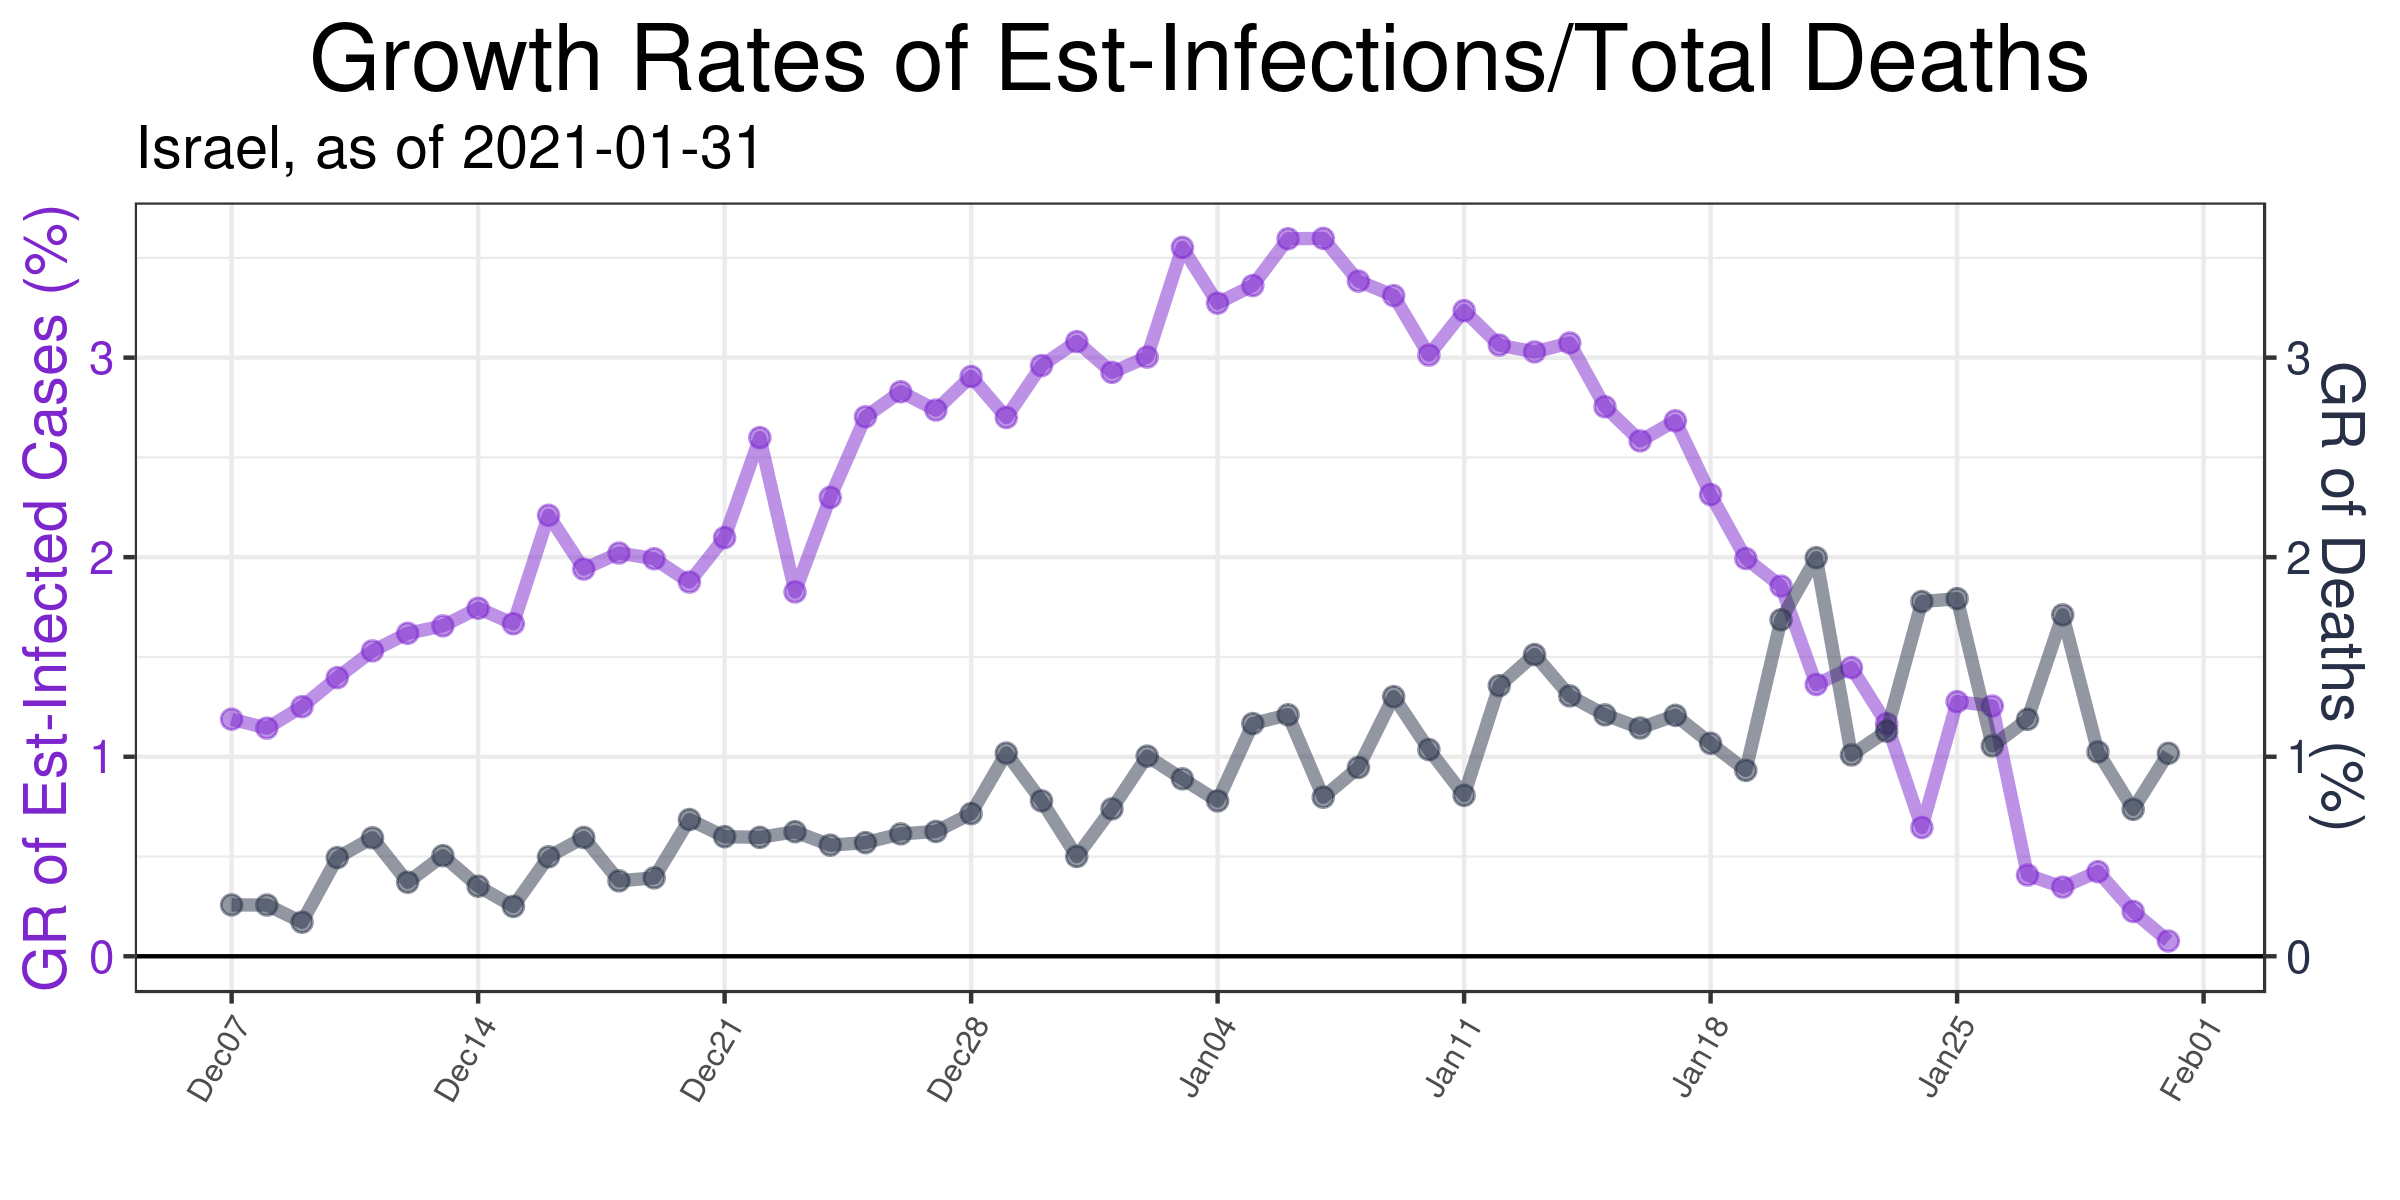 Growth Rates of Est-Infections/Total Deaths
Israel, as of 2021-01-31
GR of Est-Infected Cases (%)
3
2
1
0
3
2
1
0
GR of Deaths (%)
Dec07
Dec14
Dec21
Dec28
Jan04
Jan11
Jan18
Jan25
Feb01